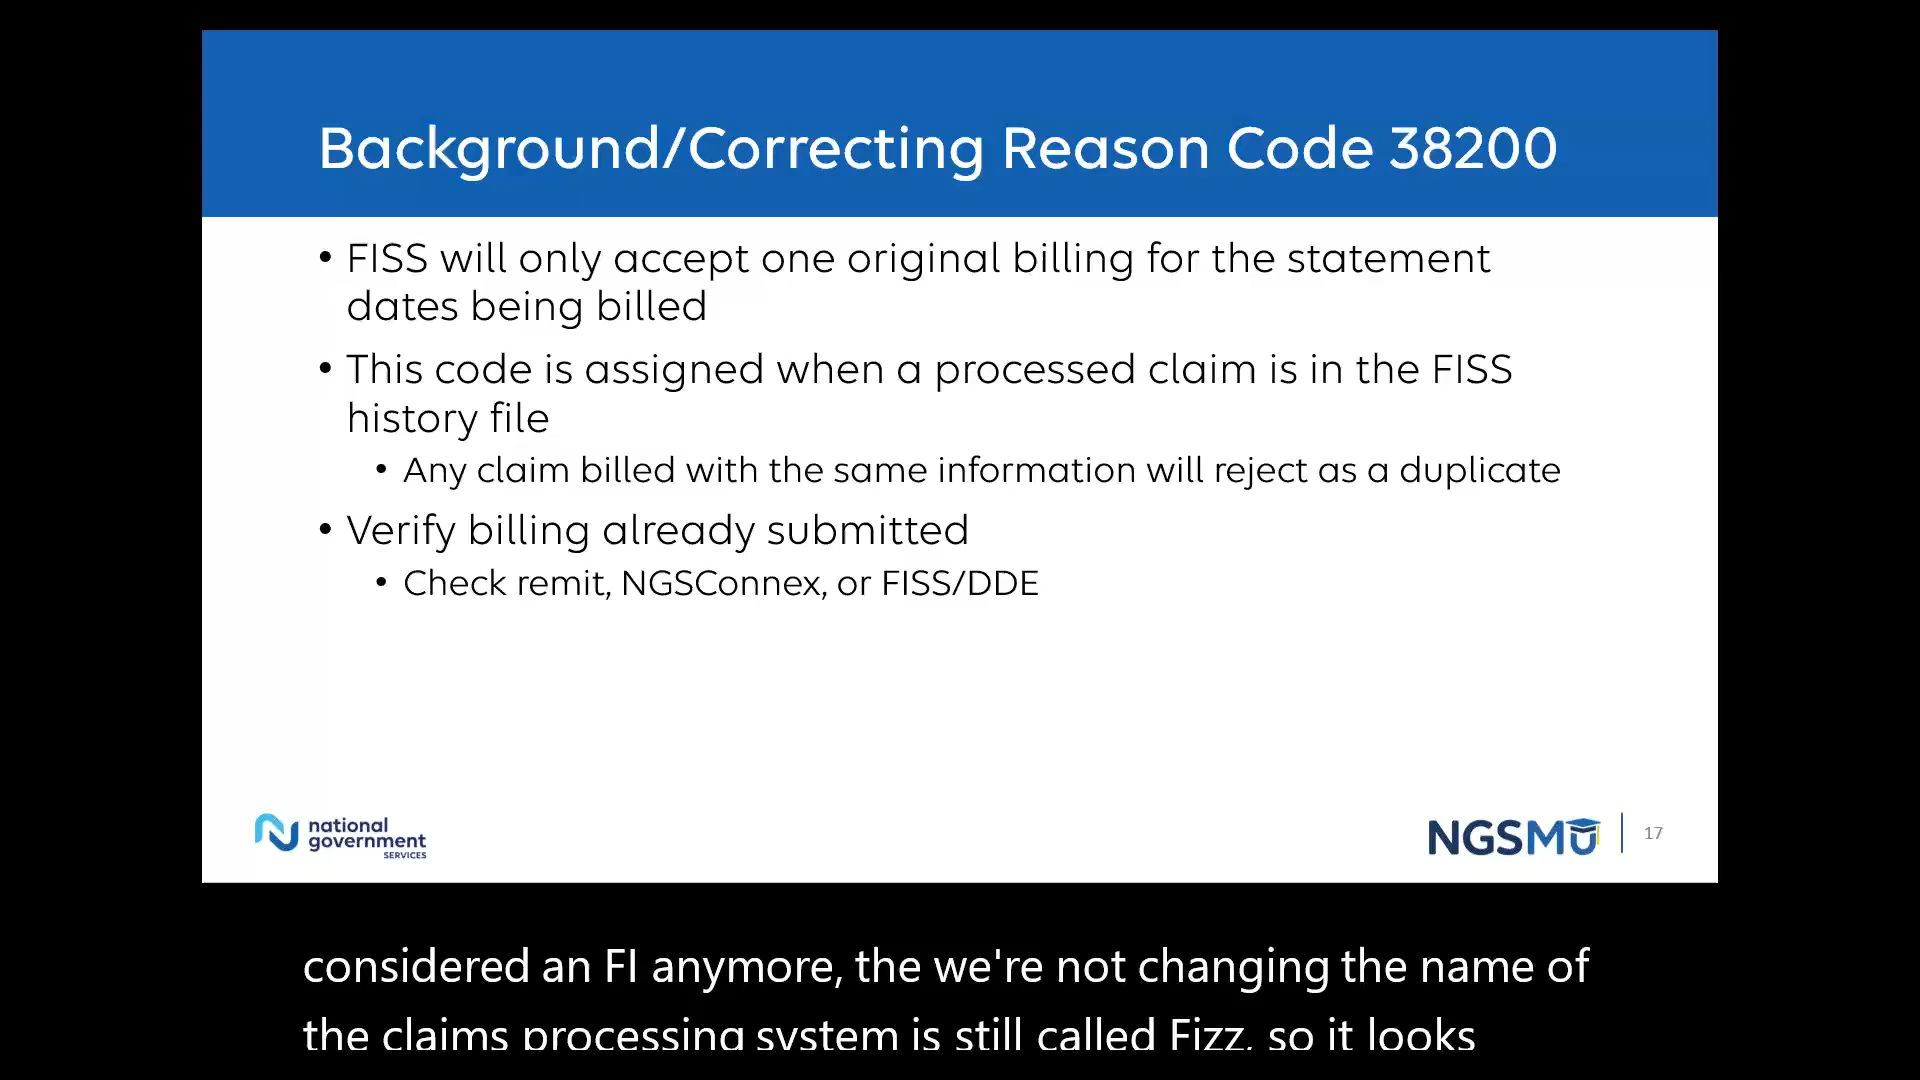 Background/Correcting Reason Code 38200
• FISS will only accept one original billing for the statement
dates being billed
• This code is assigned when a processed claim is in the FISS
history file
• Any claim billed with the same information will reject as a duplicate
• Verify billing already submitted
• Check remit, NGSConnex, or FISS/DDE
national
government
SERVICES
NGSMU
17
considered an FI anymore, the we're not changing the name of
the claims processing system is still called Fizz, so it looks